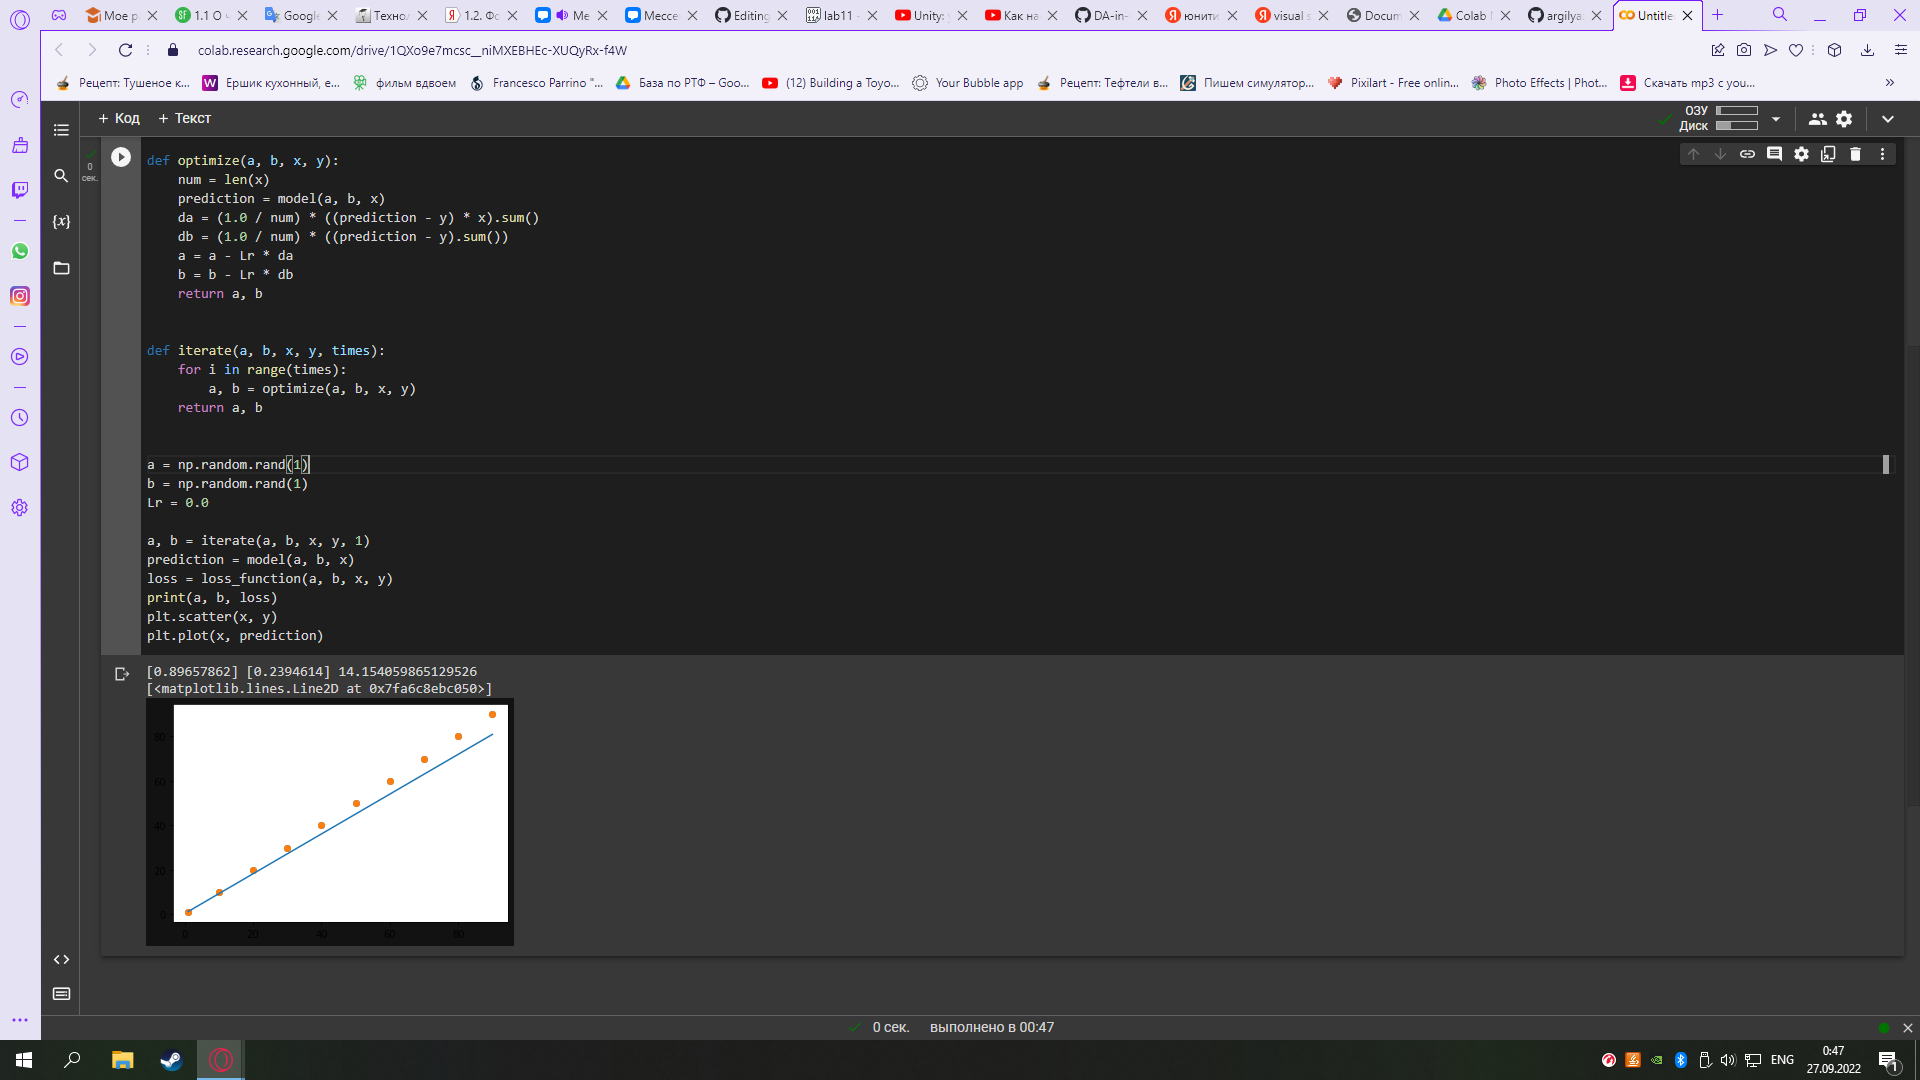 Мое р
1.1 О ч
Google
Технол
1.2. Фс
Ме
Мессе
Editing
lab11 -
Unity:
Как на
DA-in-
юнити
visual s
Docum
Colab
argilya
Untitle
colab.research.google.com/drive/1QXo9e7mcsc__niMXEBHEc-XUQyRx-f4W
Рецепт: Тушеное к...
Ершик кухонный, е...
фильм вдвоем
Francesco Parrino "...
База по РТФ – Goo...
(12) Building a Toyo...
Your Bubble app
Рецепт: Тефтели в...
Пишем симулятор...
Pixilart - Free onlin...
Photo Effects | Phot...
Скачать mp3 с you...
+ Код + Текст
ОЗУ
Диск
0
сек.
def optimize(a, b, x, y):
num = len(x)
prediction = model(a, b, x)
da = (1.0 / num) * ((prediction - y) * x).sum()
db = (1.0 / num) * ((prediction - y).sum())
a = a - Lr * da
b = b - Lr * db
return a, b
def iterate(a, b, x, y, times):
for i in range(times):
a, b = optimize(a, b, x, y)
return a, b
a = np.random.rand(1)
b = np.random.rand(1)
Lr = 0.0
a, b = iterate(a, b, x, y, 1)
prediction = model(a, b, x)
loss = loss_function(a, b, x, y)
print(a, b, loss)
plt.scatter(x, y)
plt.plot(x, prediction)
[0.89657862] [0.2394614] 14.154059865129526
[<matplotlib.lines.Line2D at 0x7fa6c8ebc050>]
80
60
40
20
0
0 20 40 60 80
0 сек. выполнено в 00:47
ENG
0:47
27.09.2022
1